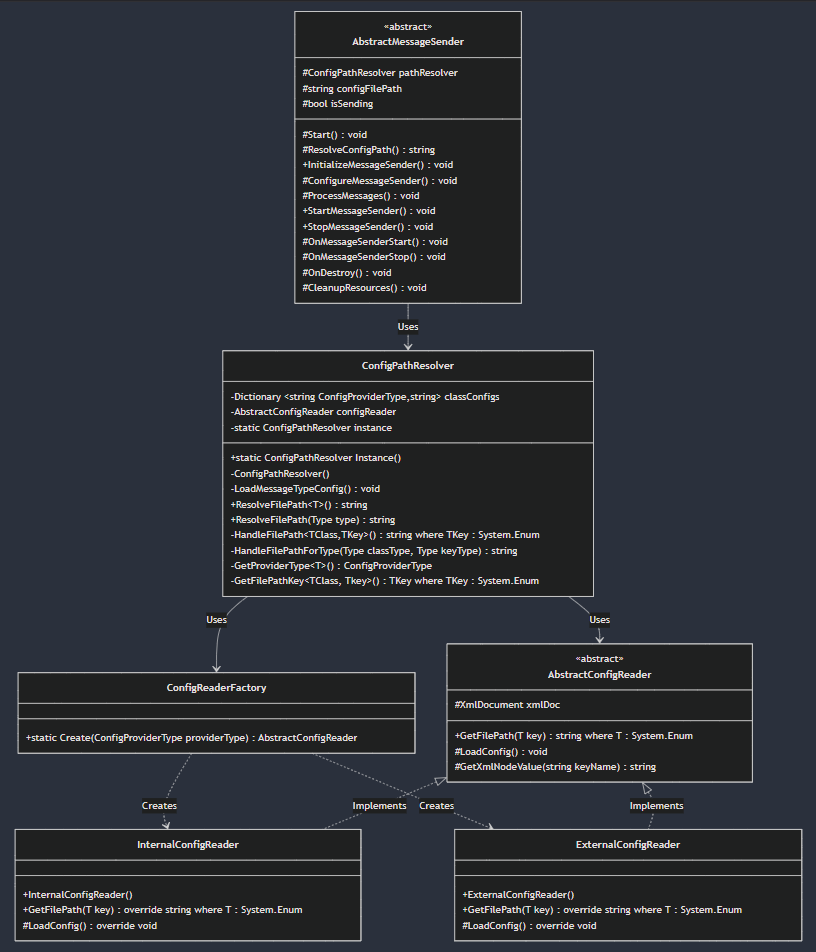 «abstract»
AbstractMessageSender
#ConfigPathResolver pathResolver
#string configFilePath
#bool isSending
#Start() : void
#ResolveConfigPath() : string
+InitializeMessageSender() : void
#ConfigureMessageSender() : void
#ProcessMessages() : void
+StartMessageSender() : void
+StopMessageSender() : void
#OnMessageSenderStart() : void
#OnMessageSenderStop() : void
#OnDestroy() : void
#CleanupResources() : void
Uses
ConfigPathResolver
-Dictionary <string ConfigProviderType,string> classConfigs
-AbstractConfigReader configReader
-static ConfigPathResolver instance
+static ConfigPathResolver Instance()
-ConfigPathResolver()
-LoadMessageTypeConfig() : void
+ResolveFilePath<T>() : string
+ResolveFilePath(Type type) : string
-HandleFilePath<TClass,TKey>() : string where TKey : System.Enum
-HandleFilePathForType(Type classType, Type keyType) : string
-GetProviderType<T>() : ConfigProviderType
-GetFilePathKey<TClass, Tkey>() : TKey where TKey : System.Enum
Uses
Uses
ConfigReaderFactory
+static Create(ConfigProviderType providerType) : AbstractConfigReader
«abstract»
AbstractConfigReader
#XmlDocument xmlDoc
+GetFilePath(T key) : string where T : System.Enum
#LoadConfig() : void
#GetXmlNodeValue(string keyName) : string
Creates
Implements
Creates
Implements
InternalConfigReader
+InternalConfigReader()
+GetFilePath(T key) : override string where T : System.Enum
#LoadConfig() : override void
ExternalConfigReader
+ExternalConfigReader()
+GetFilePath(T key) : override string where T : System.Enum
#LoadConfig() : override void